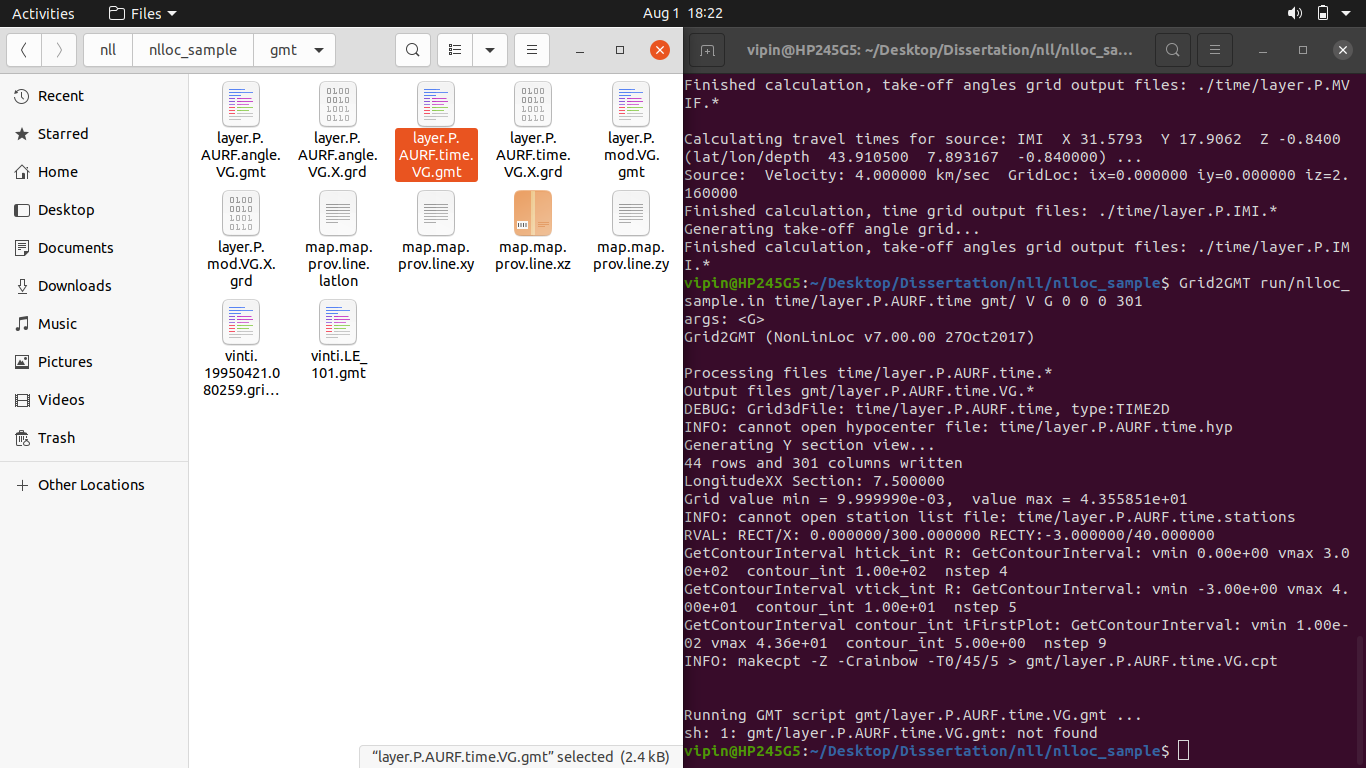 Activities
Files
Aug 1 18:22
nll
nlloc_sample
gmt
Recent
Starred
Home
Desktop
Documents
Downloads
Music
Pictures
Videos
Trash
Other Locations
layer.P.
AURF.angle.
VG.gmt
layer.P.
AURF.angle.
VG.X.grd
layer.P.
AURF.time.
VG.gmt
layer.P.
AURF.time.
VG.X.grd
layer.P.
mod.VG.
gmt
layer.P.
mod.VG.X.
grd
map.map.
prov.line.
latlon
map.map.
prov.line.xy
map.map.
prov.line.xz
map.map.
prov.line.zy
vinti.
19950421.0
80259.gri…
vinti.LE_
101.gmt
“layer.P.AURF.time.VG.gmt” selected (2.4 kB)
vipin@HP245G5: ~/Desktop/Dissertation/nll/nlloc_sa…
Finished calculation, take-off angles grid output files: ./time/layer.P.MV
IF.*
Calculating travel times for source: IMI  X 31.5793  Y 17.9062  Z -0.8400
(lat/lon/depth  43.910500  7.893167  -0.840000) ...
Source:  Velocity: 4.000000 km/sec  GridLoc: ix=0.000000 iy=0.000000 iz=2.
160000
Finished calculation, time grid output files: ./time/layer.P.IMI.*
Generating take-off angle grid...
Finished calculation, take-off angles grid output files: ./time/layer.P.IM
I.*
vipin@HP245G5:~/Desktop/Dissertation/nll/nlloc_sample$ Grid2GMT run/nlloc_
sample.in time/layer.P.AURF.time gmt/ V G 0 0 0 301
args: <G>
Grid2GMT (NonLinLoc v7.00.00 27Oct2017)
Processing files time/layer.P.AURF.time.*
Output files gmt/layer.P.AURF.time.VG.*
DEBUG: Grid3dFile: time/layer.P.AURF.time, type:TIME2D
INFO: cannot open hypocenter file: time/layer.P.AURF.time.hyp
Generating Y section view...
44 rows and 301 columns written
LongitudeXX Section: 7.500000
Grid value min = 9.999990e-03,  value max = 4.355851e+01
INFO: cannot open station list file: time/layer.P.AURF.time.stations
RVAL: RECT/X: 0.000000/300.000000 RECTY:-3.000000/40.000000
GetContourInterval htick_int R: GetContourInterval: vmin 0.00e+00 vmax 3.0
0e+02  contour_int 1.00e+02  nstep 4
GetContourInterval vtick_int R: GetContourInterval: vmin -3.00e+00 vmax 4.
00e+01  contour_int 1.00e+01  nstep 5
GetContourInterval contour_int iFirstPlot: GetContourInterval: vmin 1.00e-
02 vmax 4.36e+01  contour_int 5.00e+00  nstep 9
INFO: makecpt -Z -Crainbow -T0/45/5 > gmt/layer.P.AURF.time.VG.cpt
Running GMT script gmt/layer.P.AURF.time.VG.gmt ...
sh: 1: gmt/layer.P.AURF.time.VG.gmt: not found
vipin@HP245G5:~/Desktop/Dissertation/nll/nlloc_sample$